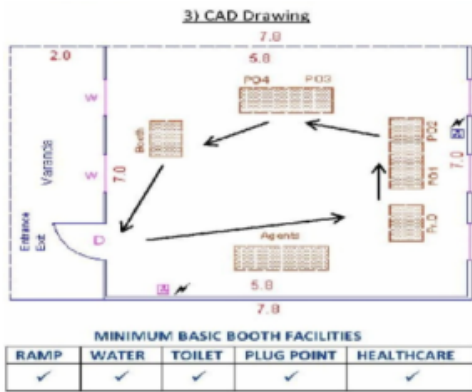 3) CAD Drawing
7.8
2.0
5.8
PO4 PO3
W
Booth
PO2
Varanda
7.0
7.0
W
PO1
Entrance
Exit
D
P.O
Agents
5.8
7.8
MINIMUM BASIC BOOTH FACILITIES
RAMP WATER TOILET PLUG POINT HEALTHCARE
✓ ✓ ✓ ✓ ✓